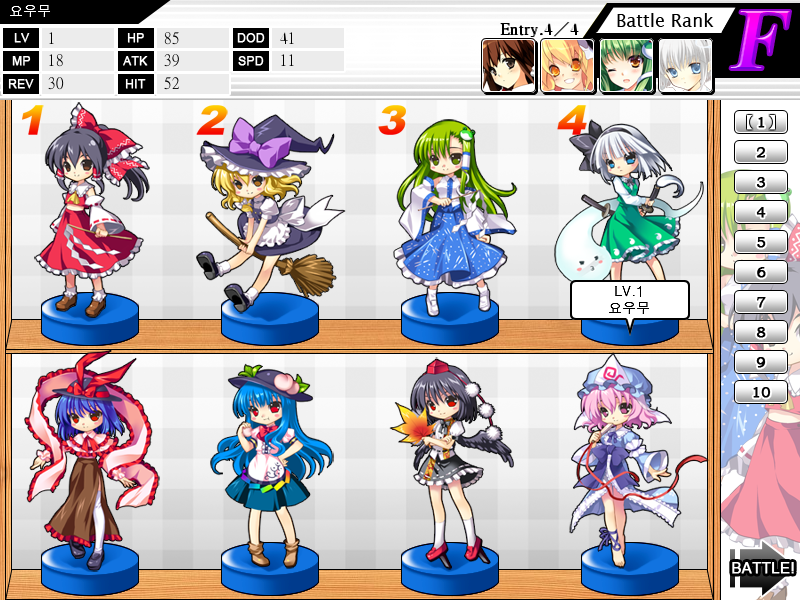 요우무
LV 1 HP 85 DOD 41
MP 18 ATK 39 SPD 11
REV 30 HIT 52
Entry.4/4
Battle Rank F
1 2 3 4
LV.1
요우무
【1】
2
3
4
5
6
7
8
9
10
BATTLE!